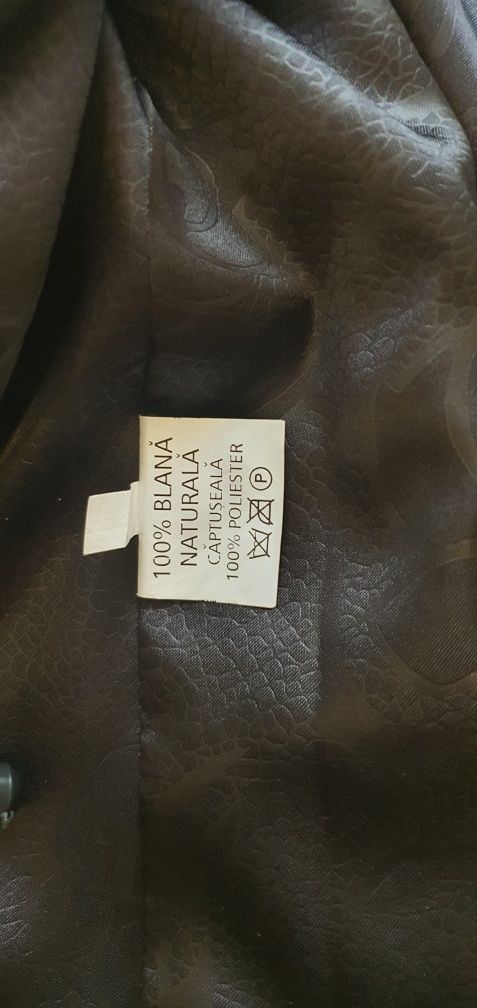 100% BLANĂ
NATURALĂ
CĂPTUȘEALĂ
100% POLIESTER
P